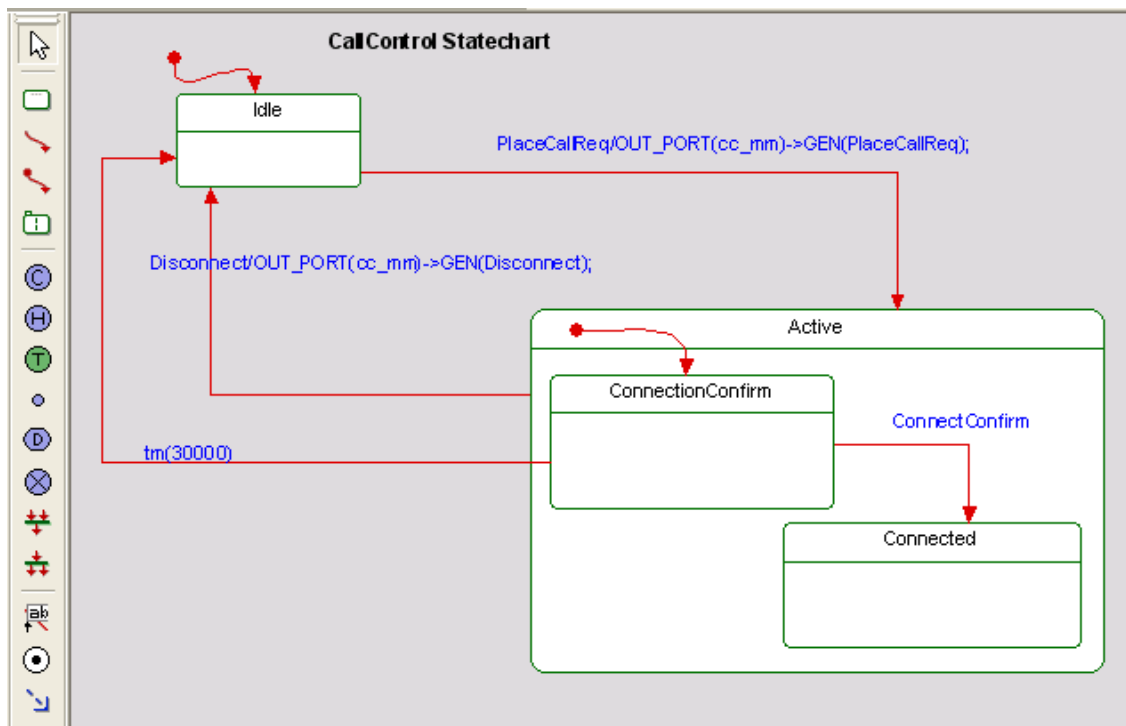 CallControl Statechart
Idle
PlaceCallReq/OUT_PORT(cc_mm)->GEN(PlaceCallReq);
Disconnect/OUT_PORT(cc_mm)->GEN(Disconnect);
Active
ConnectionConfirm
ConnectConfirm
tm(30000)
Connected
C
H
T
D
ab